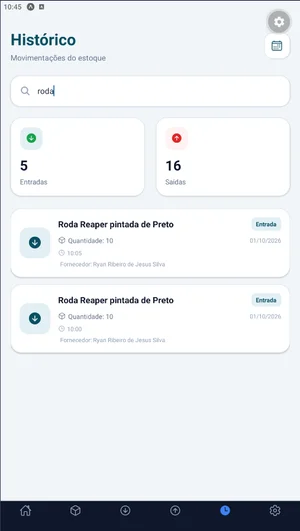 10:45
Histórico
Movimentações do estoque
roda
5
Entradas
16
Saidas
Roda Reaper pintada de Preto
Entrada
Quantidade: 10
01/10/2026
10:05
Fornecedor: Ryan Ribeiro de Jesus Silva
Roda Reaper pintada de Preto
Entrada
Quantidade: 10
01/10/2026
10:00
Fornecedor: Ryan Ribeiro de Jesus Silva